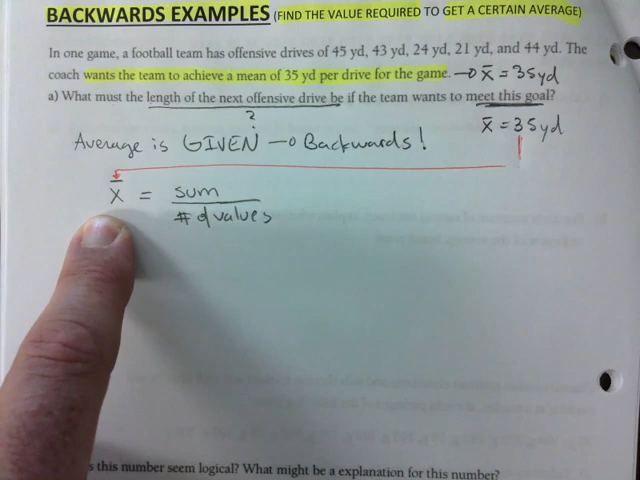 BACKWARDS EXAMPLES (FIND THE VALUE REQUIRED TO GET A CERTAIN AVERAGE)
In one game, a football team has offensive drives of 45 yd, 43 yd, 24 yd, 21 yd, and 44 yd. The
coach wants the team to achieve a mean of 35 yd per drive for the game. → x̄ = 35yd
a) What must the length of the next offensive drive be if the team wants to meet this goal?
?
x̄ = 35yd
Average is GIVEN → Backwards!
x̄ = sum
# of values
s this number seem logical? What might be a explanation for this number?